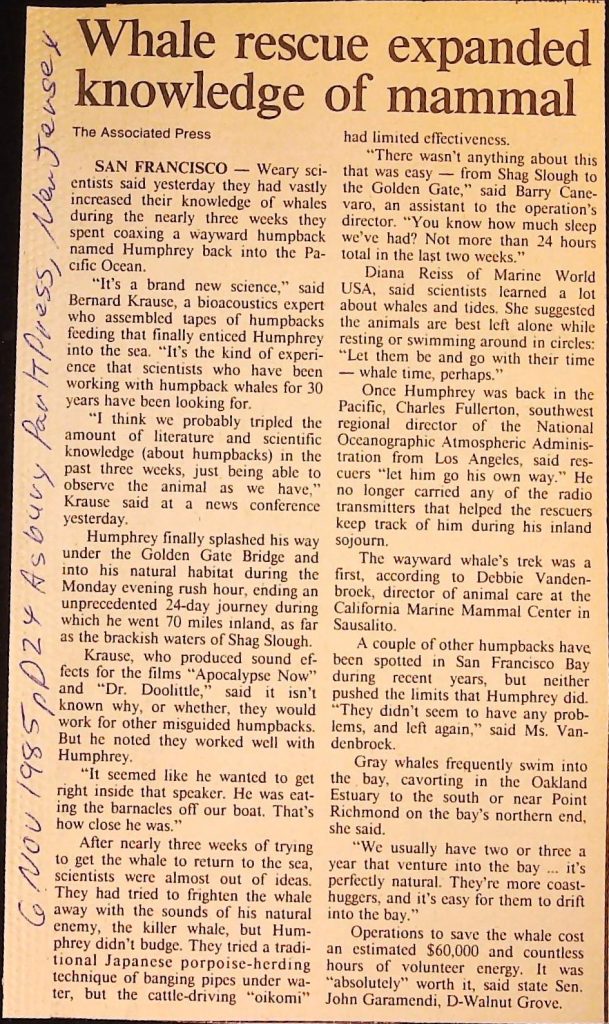 Whale rescue expanded
knowledge of mammal
The Associated Press
SAN FRANCISCO — Weary sci-
entists said yesterday they had vastly
increased their knowledge of whales
during the nearly three weeks they
spent coaxing a wayward humpback
named Humphrey back into the Pa-
cific Ocean.
"It's a brand new science," said
Bernard Krause, a bioacoustics expert
who assembled tapes of humpbacks
feeding that finally enticed Humphrey
into the sea. "It's the kind of experi-
ence that scientists who have been
working with humpback whales for 30
years have been looking for.
"I think we probably tripled the
amount of literature and scientific
knowledge (about humpbacks) in the
past three weeks, just being able to
observe the animal as we have,"
Krause said at a news conference
yesterday.
Humphrey finally splashed his way
under the Golden Gate Bridge and
into his natural habitat during the
Monday evening rush hour, ending an
unprecedented 24-day journey during
which he went 70 miles inland, as far
as the brackish waters of Shag Slough.
Krause, who produced sound ef-
fects for the films "Apocalypse Now"
and "Dr. Doolittle," said it isn't
known why, or whether, they would
work for other misguided humpbacks.
But he noted they worked well with
Humphrey.
"It seemed like he wanted to get
right inside that speaker. He was eat-
ing the barnacles off our boat. That's
how close he was."
After nearly three weeks of trying
to get the whale to return to the sea,
scientists were almost out of ideas.
They had tried to frighten the whale
away with the sounds of his natural
enemy, the killer whale, but Hum-
phrey didn't budge. They tried a tradi-
tional Japanese porpoise-herding
technique of banging pipes under wa-
ter, but the cattle-driving "oikomi"
had limited effectiveness.
"There wasn't anything about this
that was easy — from Shag Slough to
the Golden Gate," said Barry Cane-
varo, an assistant to the operation's
director. "You know how much sleep
we've had? Not more than 24 hours
total in the last two weeks."
Diana Reiss of Marine World
USA, said scientists learned a lot
about whales and tides. She suggested
the animals are best left alone while
resting or swimming around in circles:
"Let them be and go with their time
— whale time, perhaps."
Once Humphrey was back in the
Pacific, Charles Fullerton, southwest
regional director of the National
Oceanographic Atmospheric Adminis-
tration from Los Angeles, said res-
cuers "let him go his own way." He
no longer carried any of the radio
transmitters that helped the rescuers
keep track of him during his inland
sojourn.
The wayward whale's trek was a
first, according to Debbie Vanden-
broek, director of animal care at the
California Marine Mammal Center in
Sausalito.
A couple of other humpbacks have
been spotted in San Francisco Bay
during recent years, but neither
pushed the limits that Humphrey did.
"They didn't seem to have any prob-
lems, and left again," said Ms. Van-
denbroek.
Gray whales frequently swim into
the bay, cavorting in the Oakland
Estuary to the south or near Point
Richmond on the bay's northern end,
she said.
"We usually have two or three a
year that venture into the bay ... it's
perfectly natural. They're more coast-
huggers, and it's easy for them to drift
into the bay."
Operations to save the whale cost
an estimated $60,000 and countless
hours of volunteer energy. It was
"absolutely" worth it, said state Sen.
John Garamendi, D-Walnut Grove.
6 NOV 1985 pD24 Asbury Park Press, New Jersey